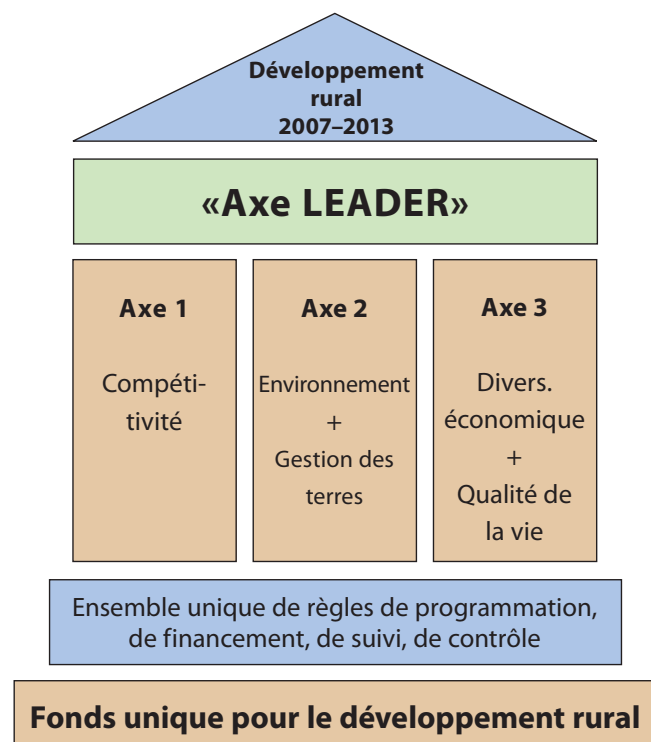 Développement
rural
2007–2013
«Axe LEADER»
Axe 1
Compéti-
tivité
Axe 2
Environnement
+
Gestion des
terres
Axe 3
Divers.
économique
+
Qualité de
la vie
Ensemble unique de règles de programmation,
de financement, de suivi, de contrôle
Fonds unique pour le développement rural